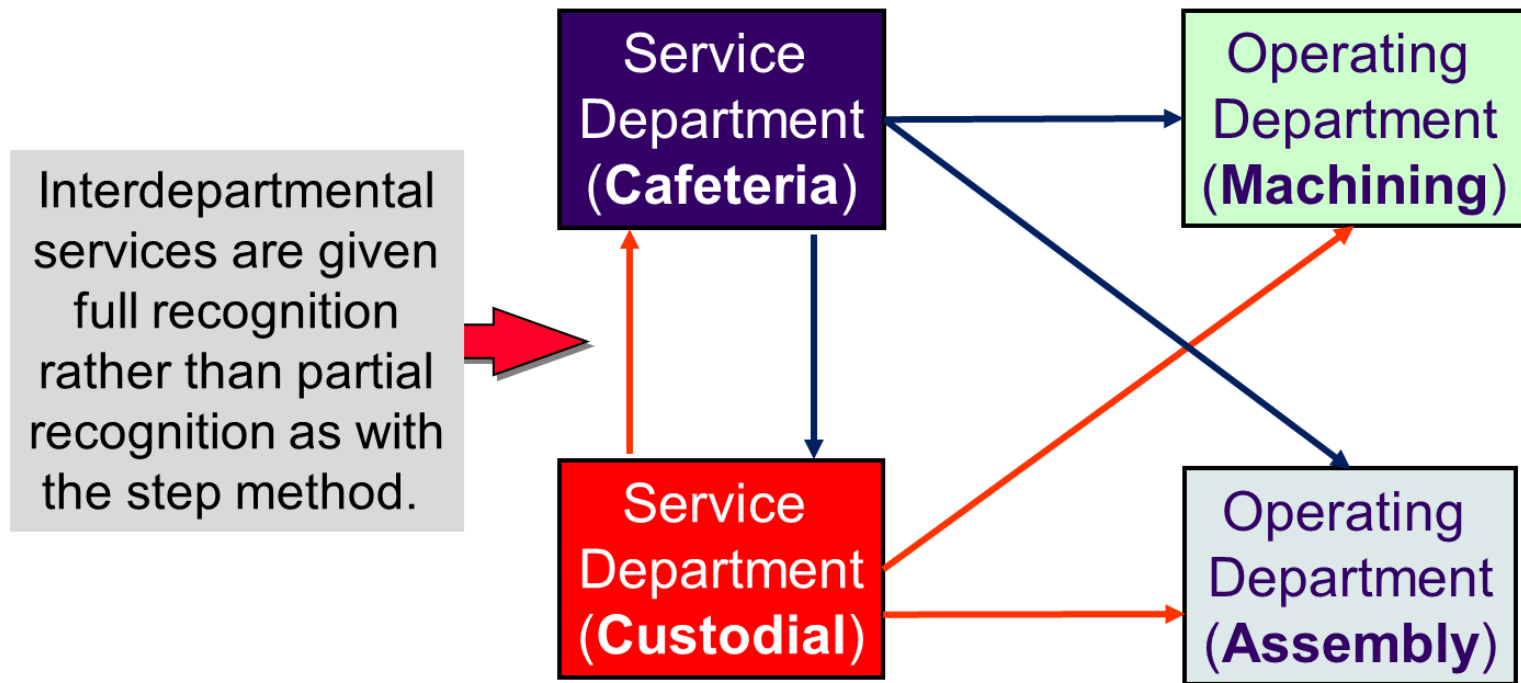 Interdepartmental
services are given
full recognition
rather than partial
recognition as with
the step method.
Service
Department
(Cafeteria)
Operating
Department
(Machining)
Service
Department
(Custodial)
Operating
Department
(Assembly)